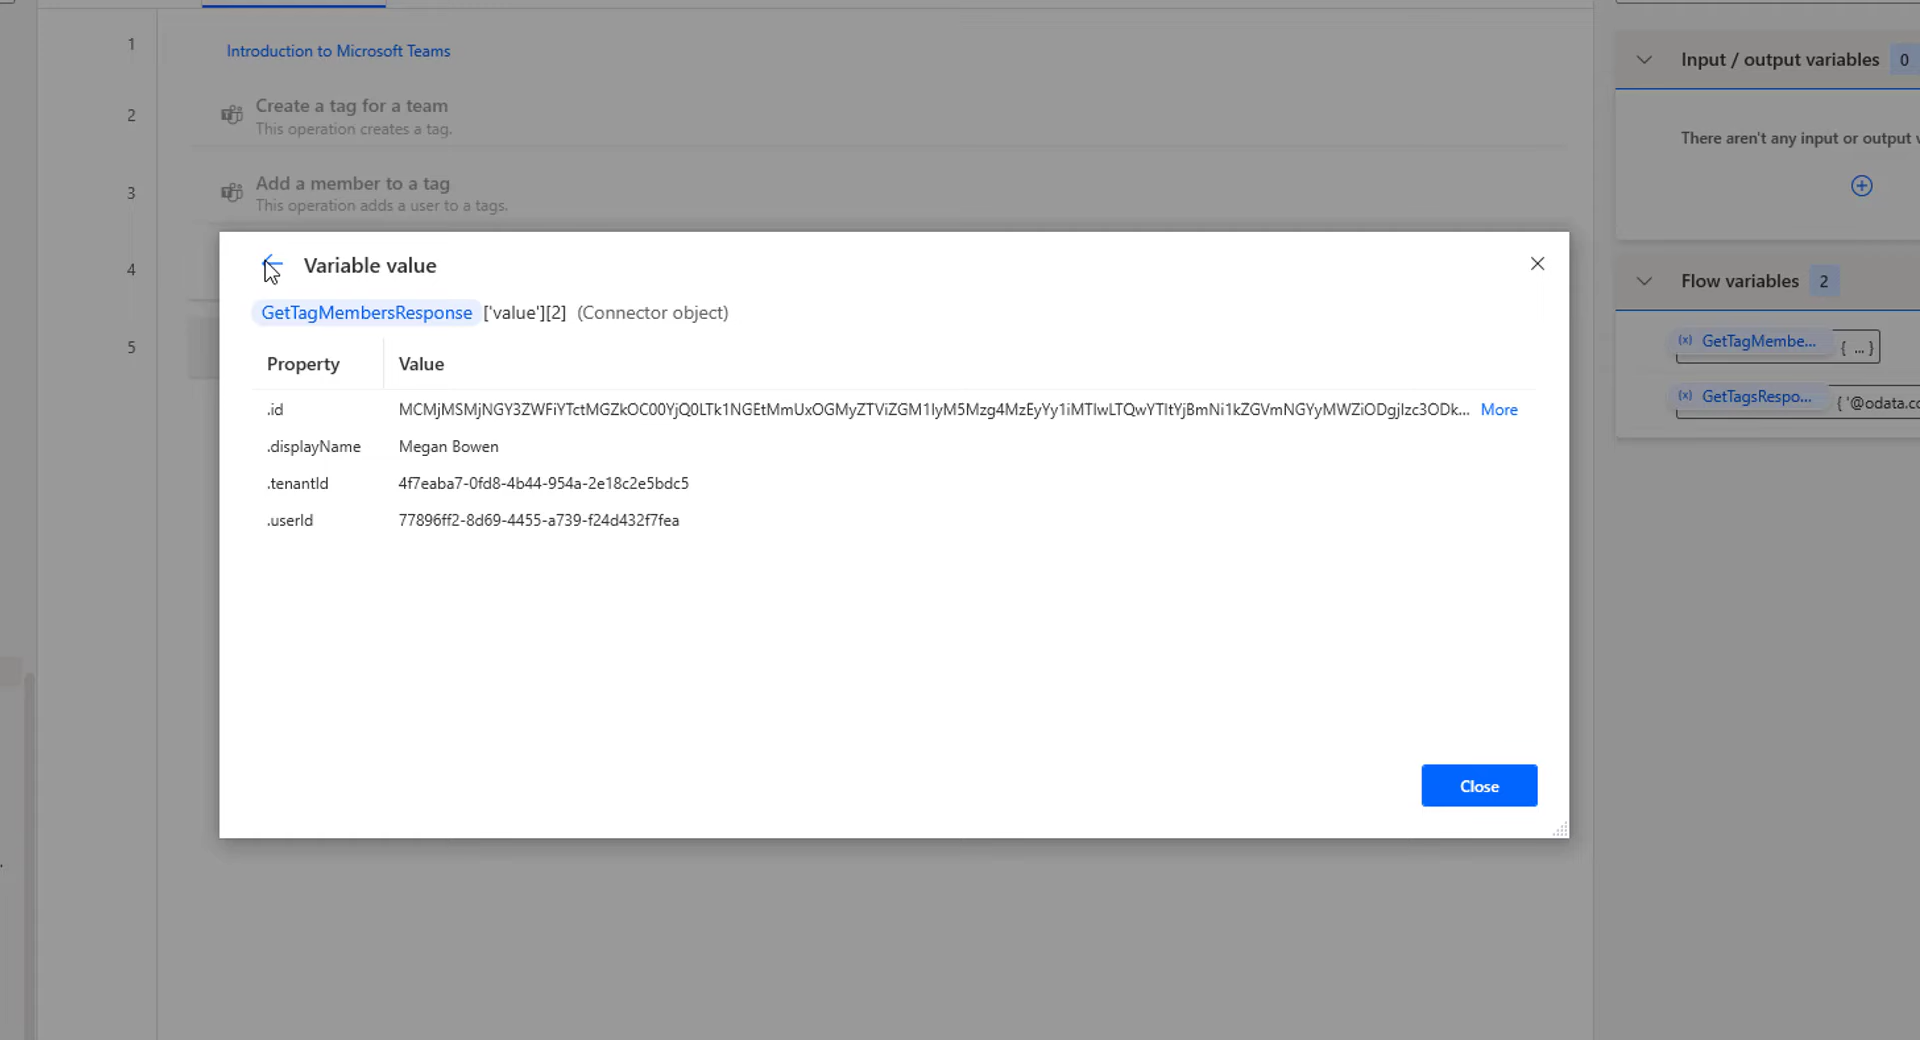 1
Introduction to Microsoft Teams
2
Create a tag for a team
This operation creates a tag.
3
Add a member to a tag
This operation adds a user to a tags.
4
5
Variable value
GetTagMembersResponse ['value'][2] (Connector object)
Property Value
.id MCMjMSMjNGY3ZWFiYTctMGZkOC00YjQ0LTk1NGEtMmUxOGMyZTViZGM1IyM5Mzg4MzEyYy1iMTIwLTQwYTItYjBmNi1kZGVmNGYyMWZiODgjIzc3ODk... More
.displayName Megan Bowen
.tenantId 4f7eaba7-0fd8-4b44-954a-2e18c2e5bdc5
.userId 77896ff2-8d69-4455-a739-f24d432f7fea
Close
Input / output variables 0
There aren't any input or output v
Flow variables 2
(x) GetTagMembe... { ... }
(x) GetTagsRespo... { '@odata.co